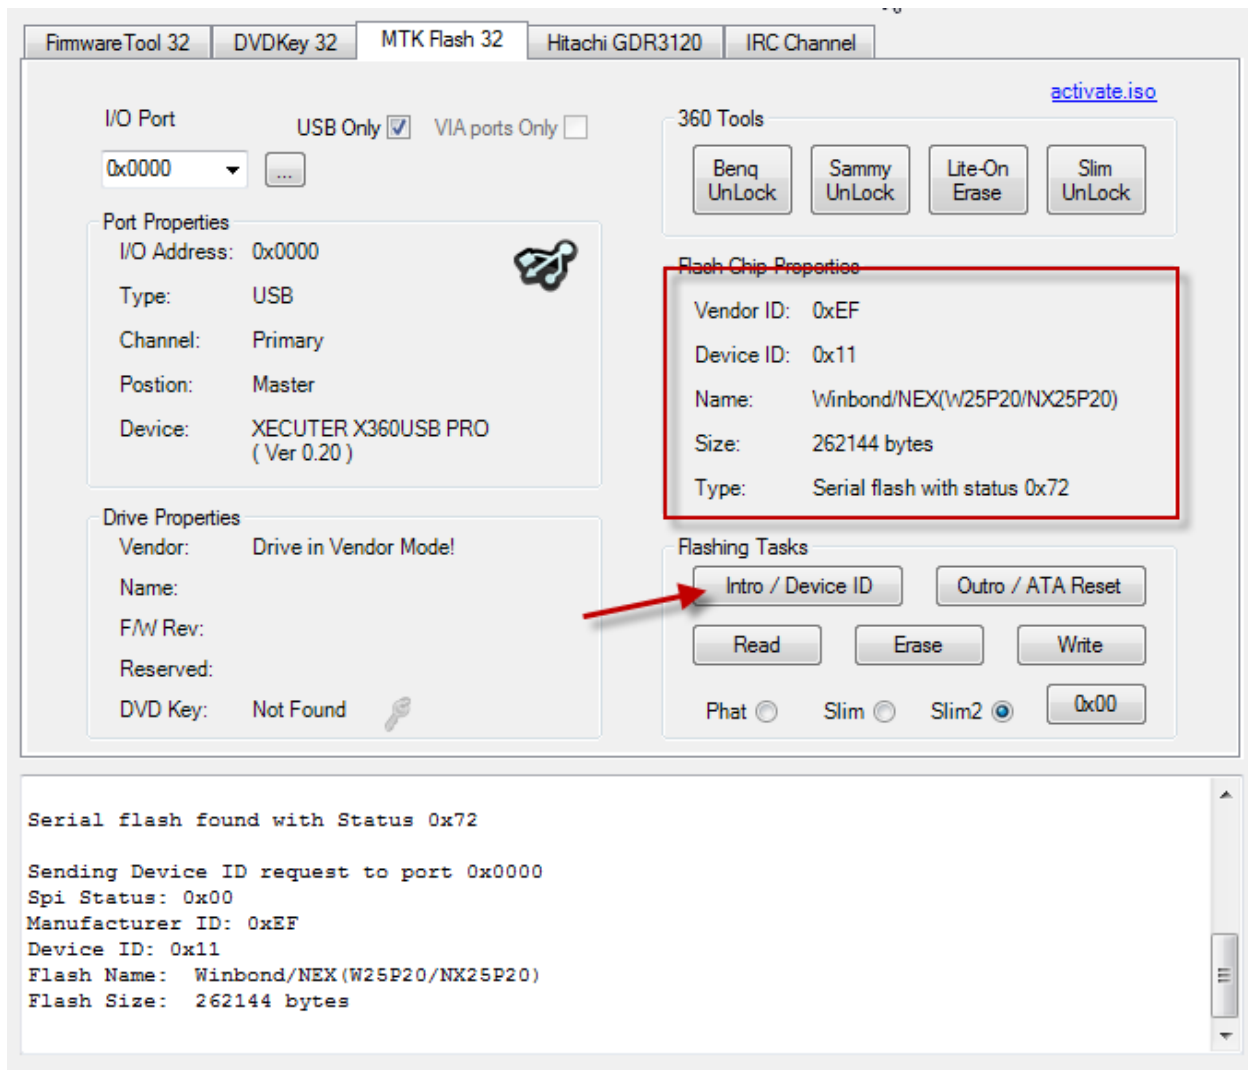 FirmwareTool 32 DVDKey 32 MTK Flash 32 Hitachi GDR3120 IRC Channel
activate.iso
I/O Port USB Only VIA ports Only
0x0000 ...
Port Properties
I/O Address: 0x0000
Type: USB
Channel: Primary
Postion: Master
Device: XECUTER X360USB PRO
( Ver 0.20 )
Drive Properties
Vendor: Drive in Vendor Mode!
Name:
F/W Rev:
Reserved:
DVD Key: Not Found
360 Tools
Benq UnLock
Sammy UnLock
Lite-On Erase
Slim UnLock
Flash Chip Properties
Vendor ID: 0xEF
Device ID: 0x11
Name: Winbond/NEX(W25P20/NX25P20)
Size: 262144 bytes
Type: Serial flash with status 0x72
Flashing Tasks
Intro / Device ID Outro / ATA Reset
Read Erase Write
Phat Slim Slim2 0x00
Serial flash found with Status 0x72
Sending Device ID request to port 0x0000
Spi Status: 0x00
Manufacturer ID: 0xEF
Device ID: 0x11
Flash Name: Winbond/NEX(W25P20/NX25P20)
Flash Size: 262144 bytes